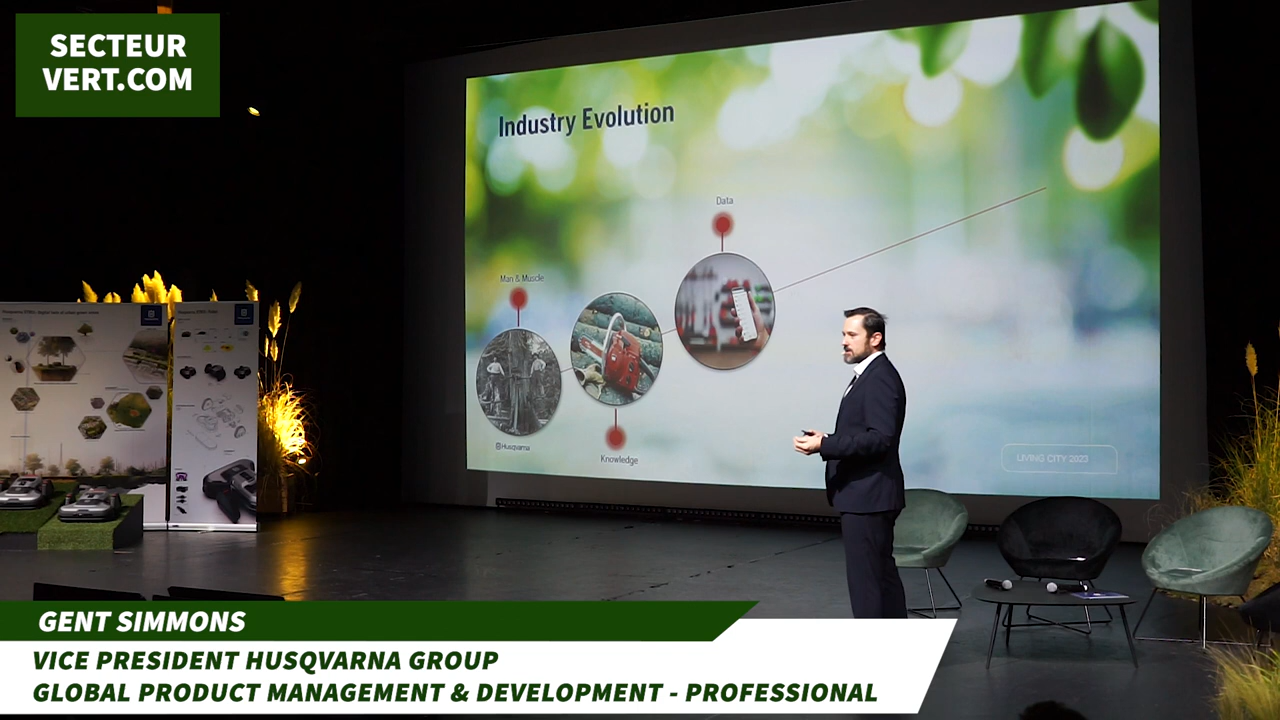 SECTEUR
VERT.COM
Industry Evolution
Data
Man & Muscle
Husqvarna
Knowledge
LIVING CITY 2023
GENT SIMMONS
VICE PRESIDENT HUSQVARNA GROUP
GLOBAL PRODUCT MANAGEMENT & DEVELOPMENT - PROFESSIONAL